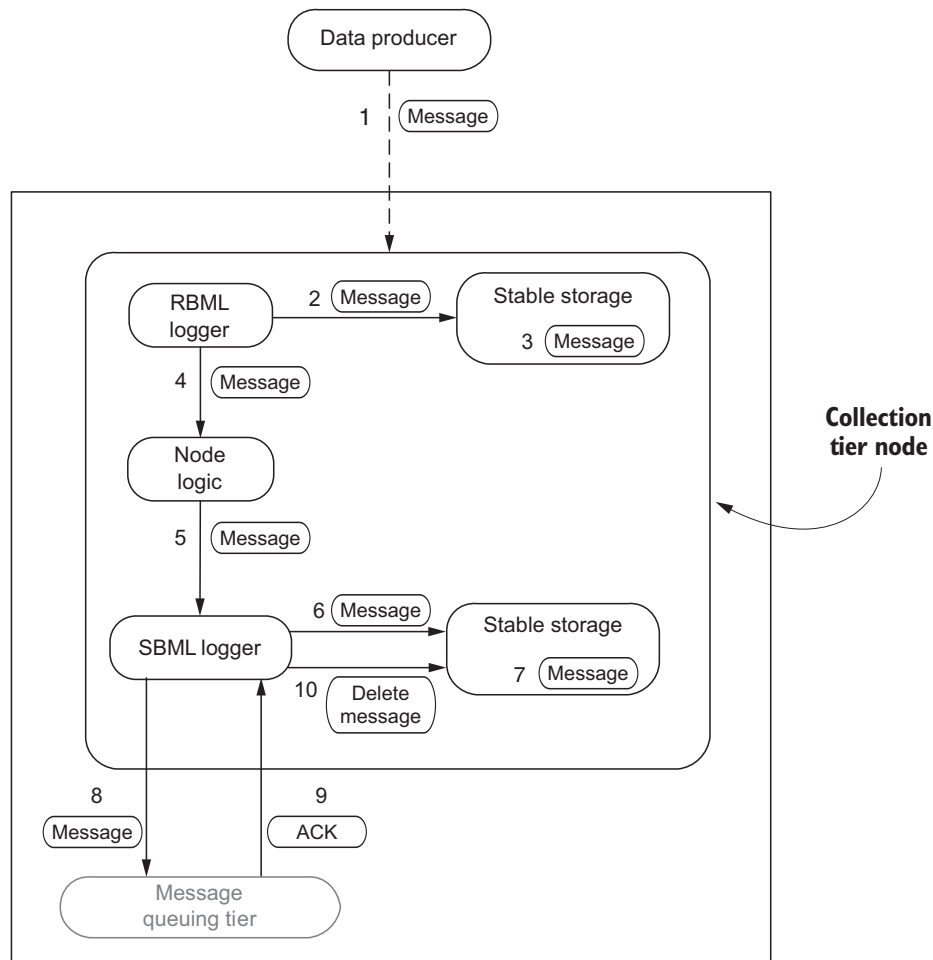 Data producer
1 Message
RBML
logger
2 Message
Stable storage
3 Message
4 Message
Collection
tier node
Node
logic
5 Message
SBML logger
6 Message
Stable storage
7 Message
10 Delete
message
8
Message
9
ACK
Message
queuing tier